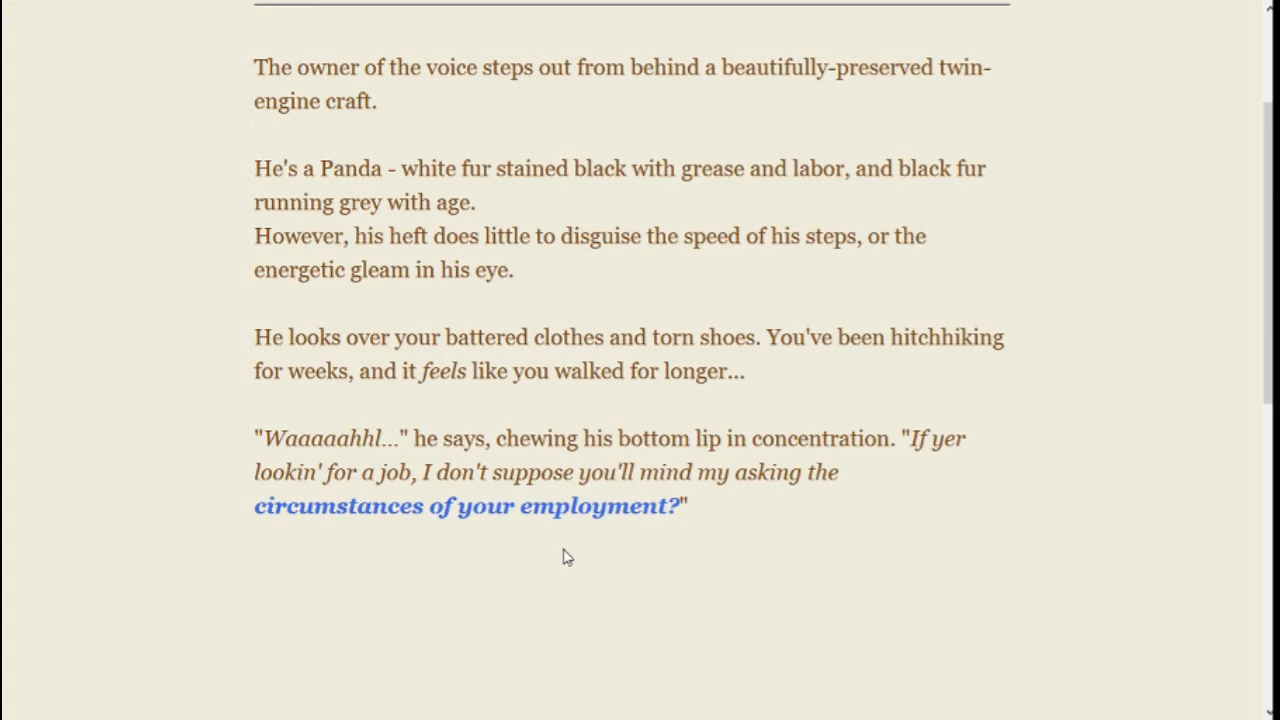 The owner of the voice steps out from behind a beautifully-preserved twin-
engine craft.
He's a Panda - white fur stained black with grease and labor, and black fur
running grey with age.
However, his heft does little to disguise the speed of his steps, or the
energetic gleam in his eye.
He looks over your battered clothes and torn shoes. You've been hitchhiking
for weeks, and it feels like you walked for longer...
"Waaaaahhl..." he says, chewing his bottom lip in concentration. "If yer
lookin' for a job, I don't suppose you'll mind my asking the
circumstances of your employment?"